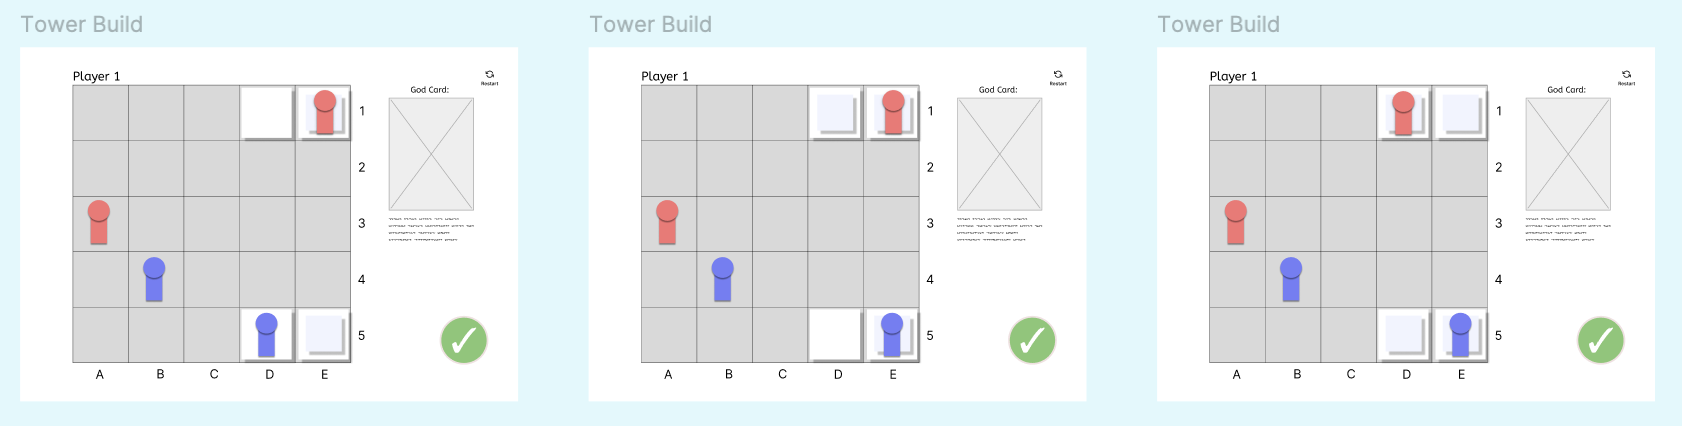 Tower Build
Player 1
Restart
God Card:
1
2
3
4
5
A B C D E
Tower Build
Player 1
Restart
God Card:
1
2
3
4
5
A B C D E
Tower Build
Player 1
Restart
God Card:
1
2
3
4
5
A B C D E